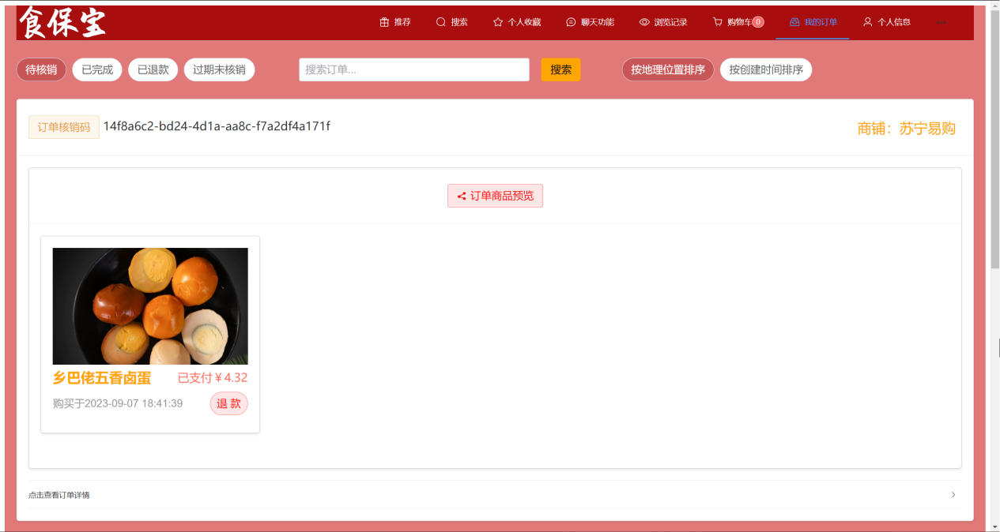 食保宝 推荐 搜索 个人收藏 聊天功能 浏览记录 购物车 0 我的订单 个人信息 ...
待核销 已完成 已退款 过期未核销 搜索订单... 搜索 按地理位置排序 按创建时间排序
订单核销码 14f8a6c2-bd24-4d1a-aa8c-f7a2df4a171f 商铺：苏宁易购
订单商品预览
乡巴佬五香卤蛋 已支付￥4.32
购买于2023-09-07 18:41:39 退 款
点击查看订单详情